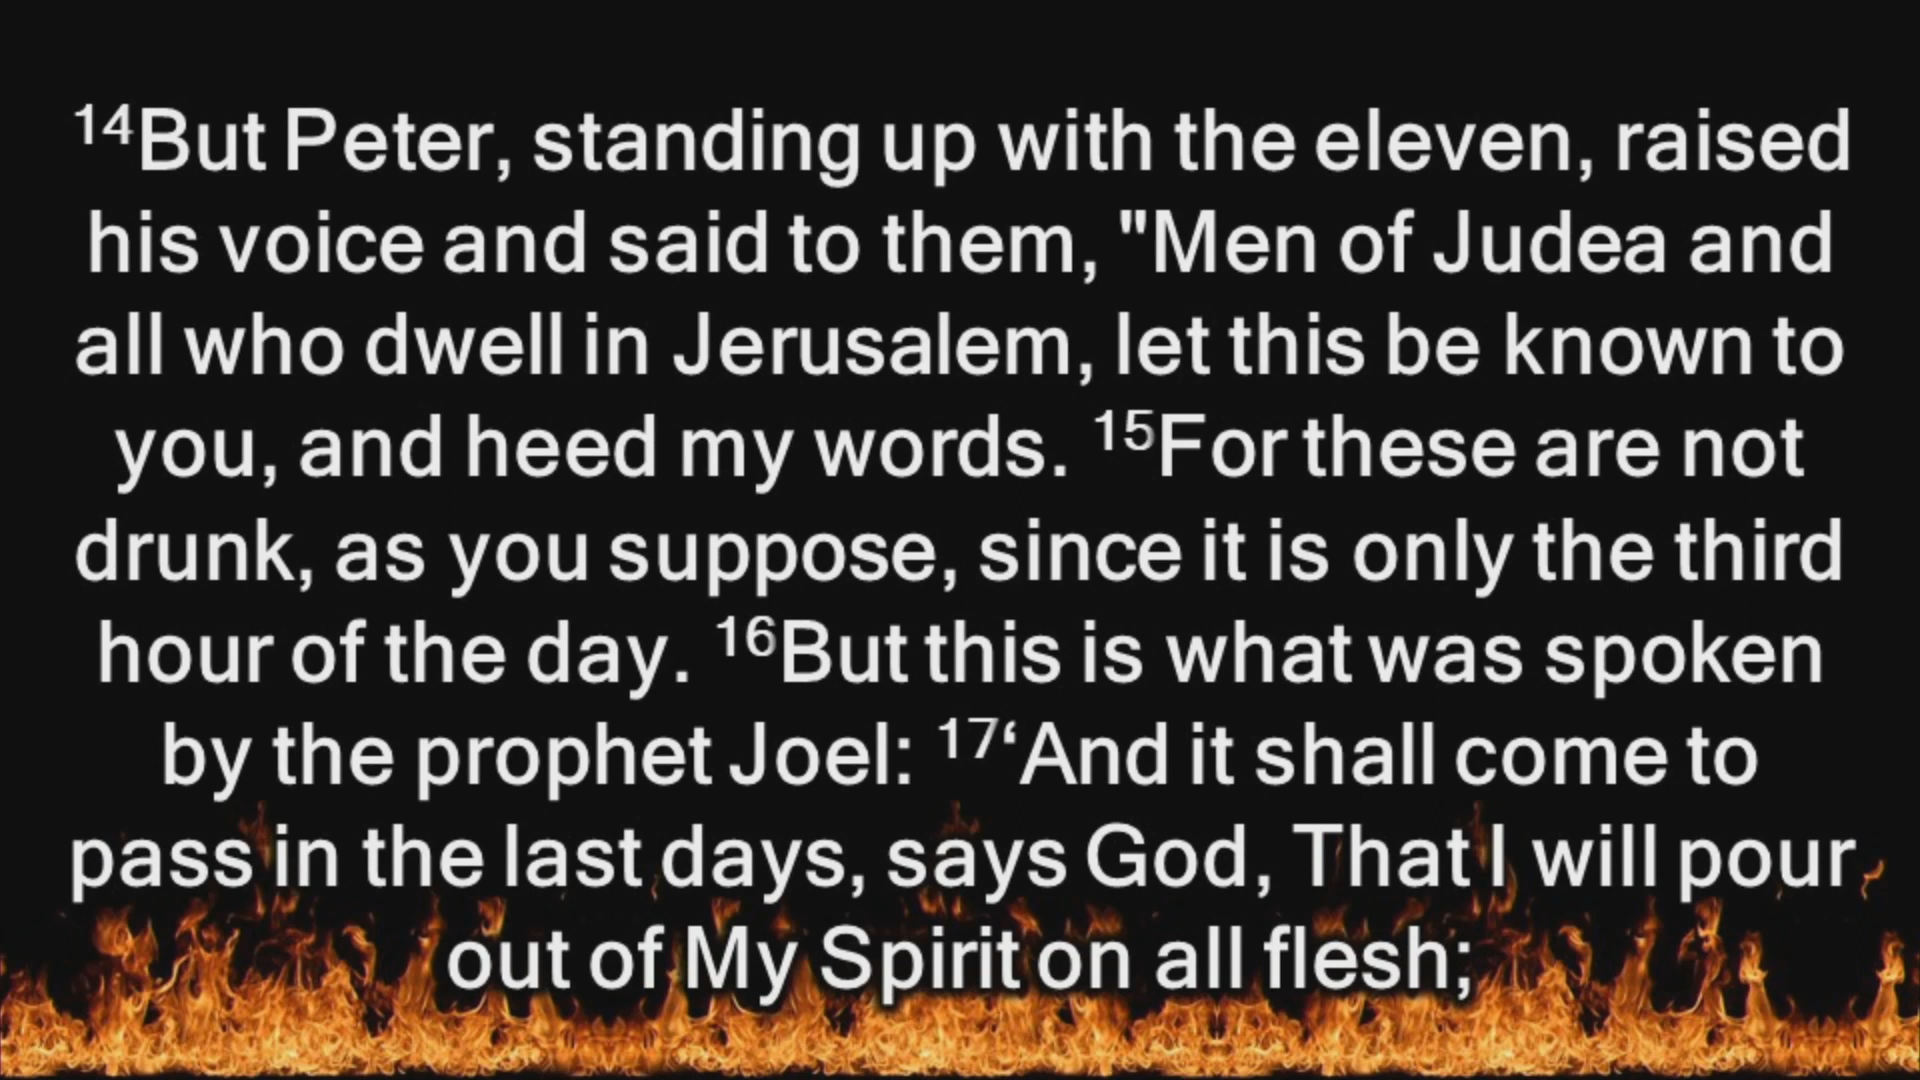 14But Peter, standing up with the eleven, raised
his voice and said to them, "Men of Judea and
all who dwell in Jerusalem, let this be known to
you, and heed my words. 15For these are not
drunk, as you suppose, since it is only the third
hour of the day. 16But this is what was spoken
by the prophet Joel: 17‘And it shall come to
pass in the last days, says God, That I will pour
out of My Spirit on all flesh;